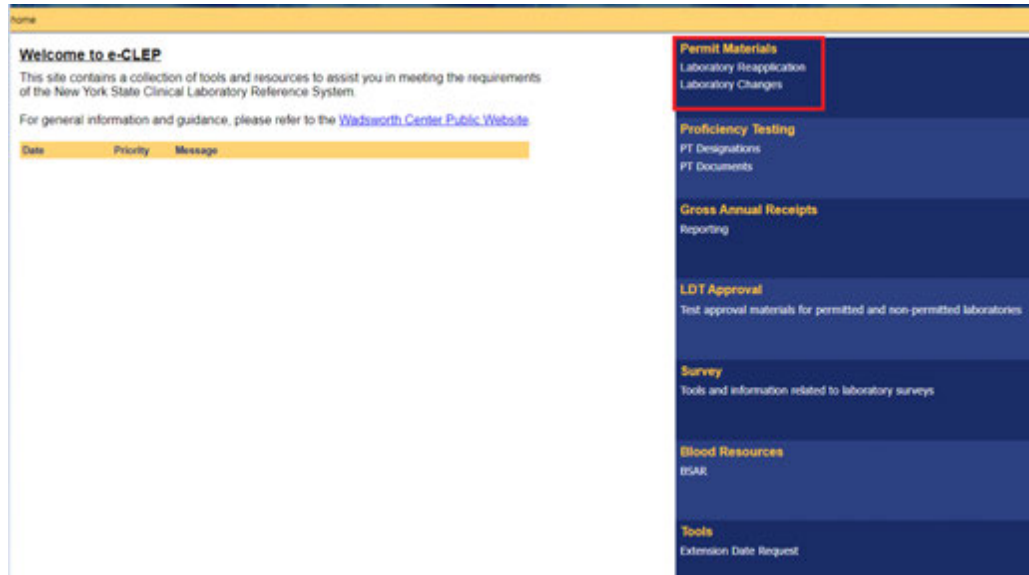 home
Welcome to e-CLEP
This site contains a collection of tools and resources to assist you in meeting the requirements
of the New York State Clinical Laboratory Reference System.
For general information and guidance, please refer to the Wadsworth Center Public Website
Date Priority Message
Permit Materials
Laboratory Reapplication
Laboratory Changes
Proficiency Testing
PT Designations
PT Documents
Gross Annual Receipts
Reporting
LDT Approval
Test approval materials for permitted and non-permitted laboratories
Survey
Tools and information related to laboratory surveys
Blood Resources
BSAR
Tools
Extension Date Request